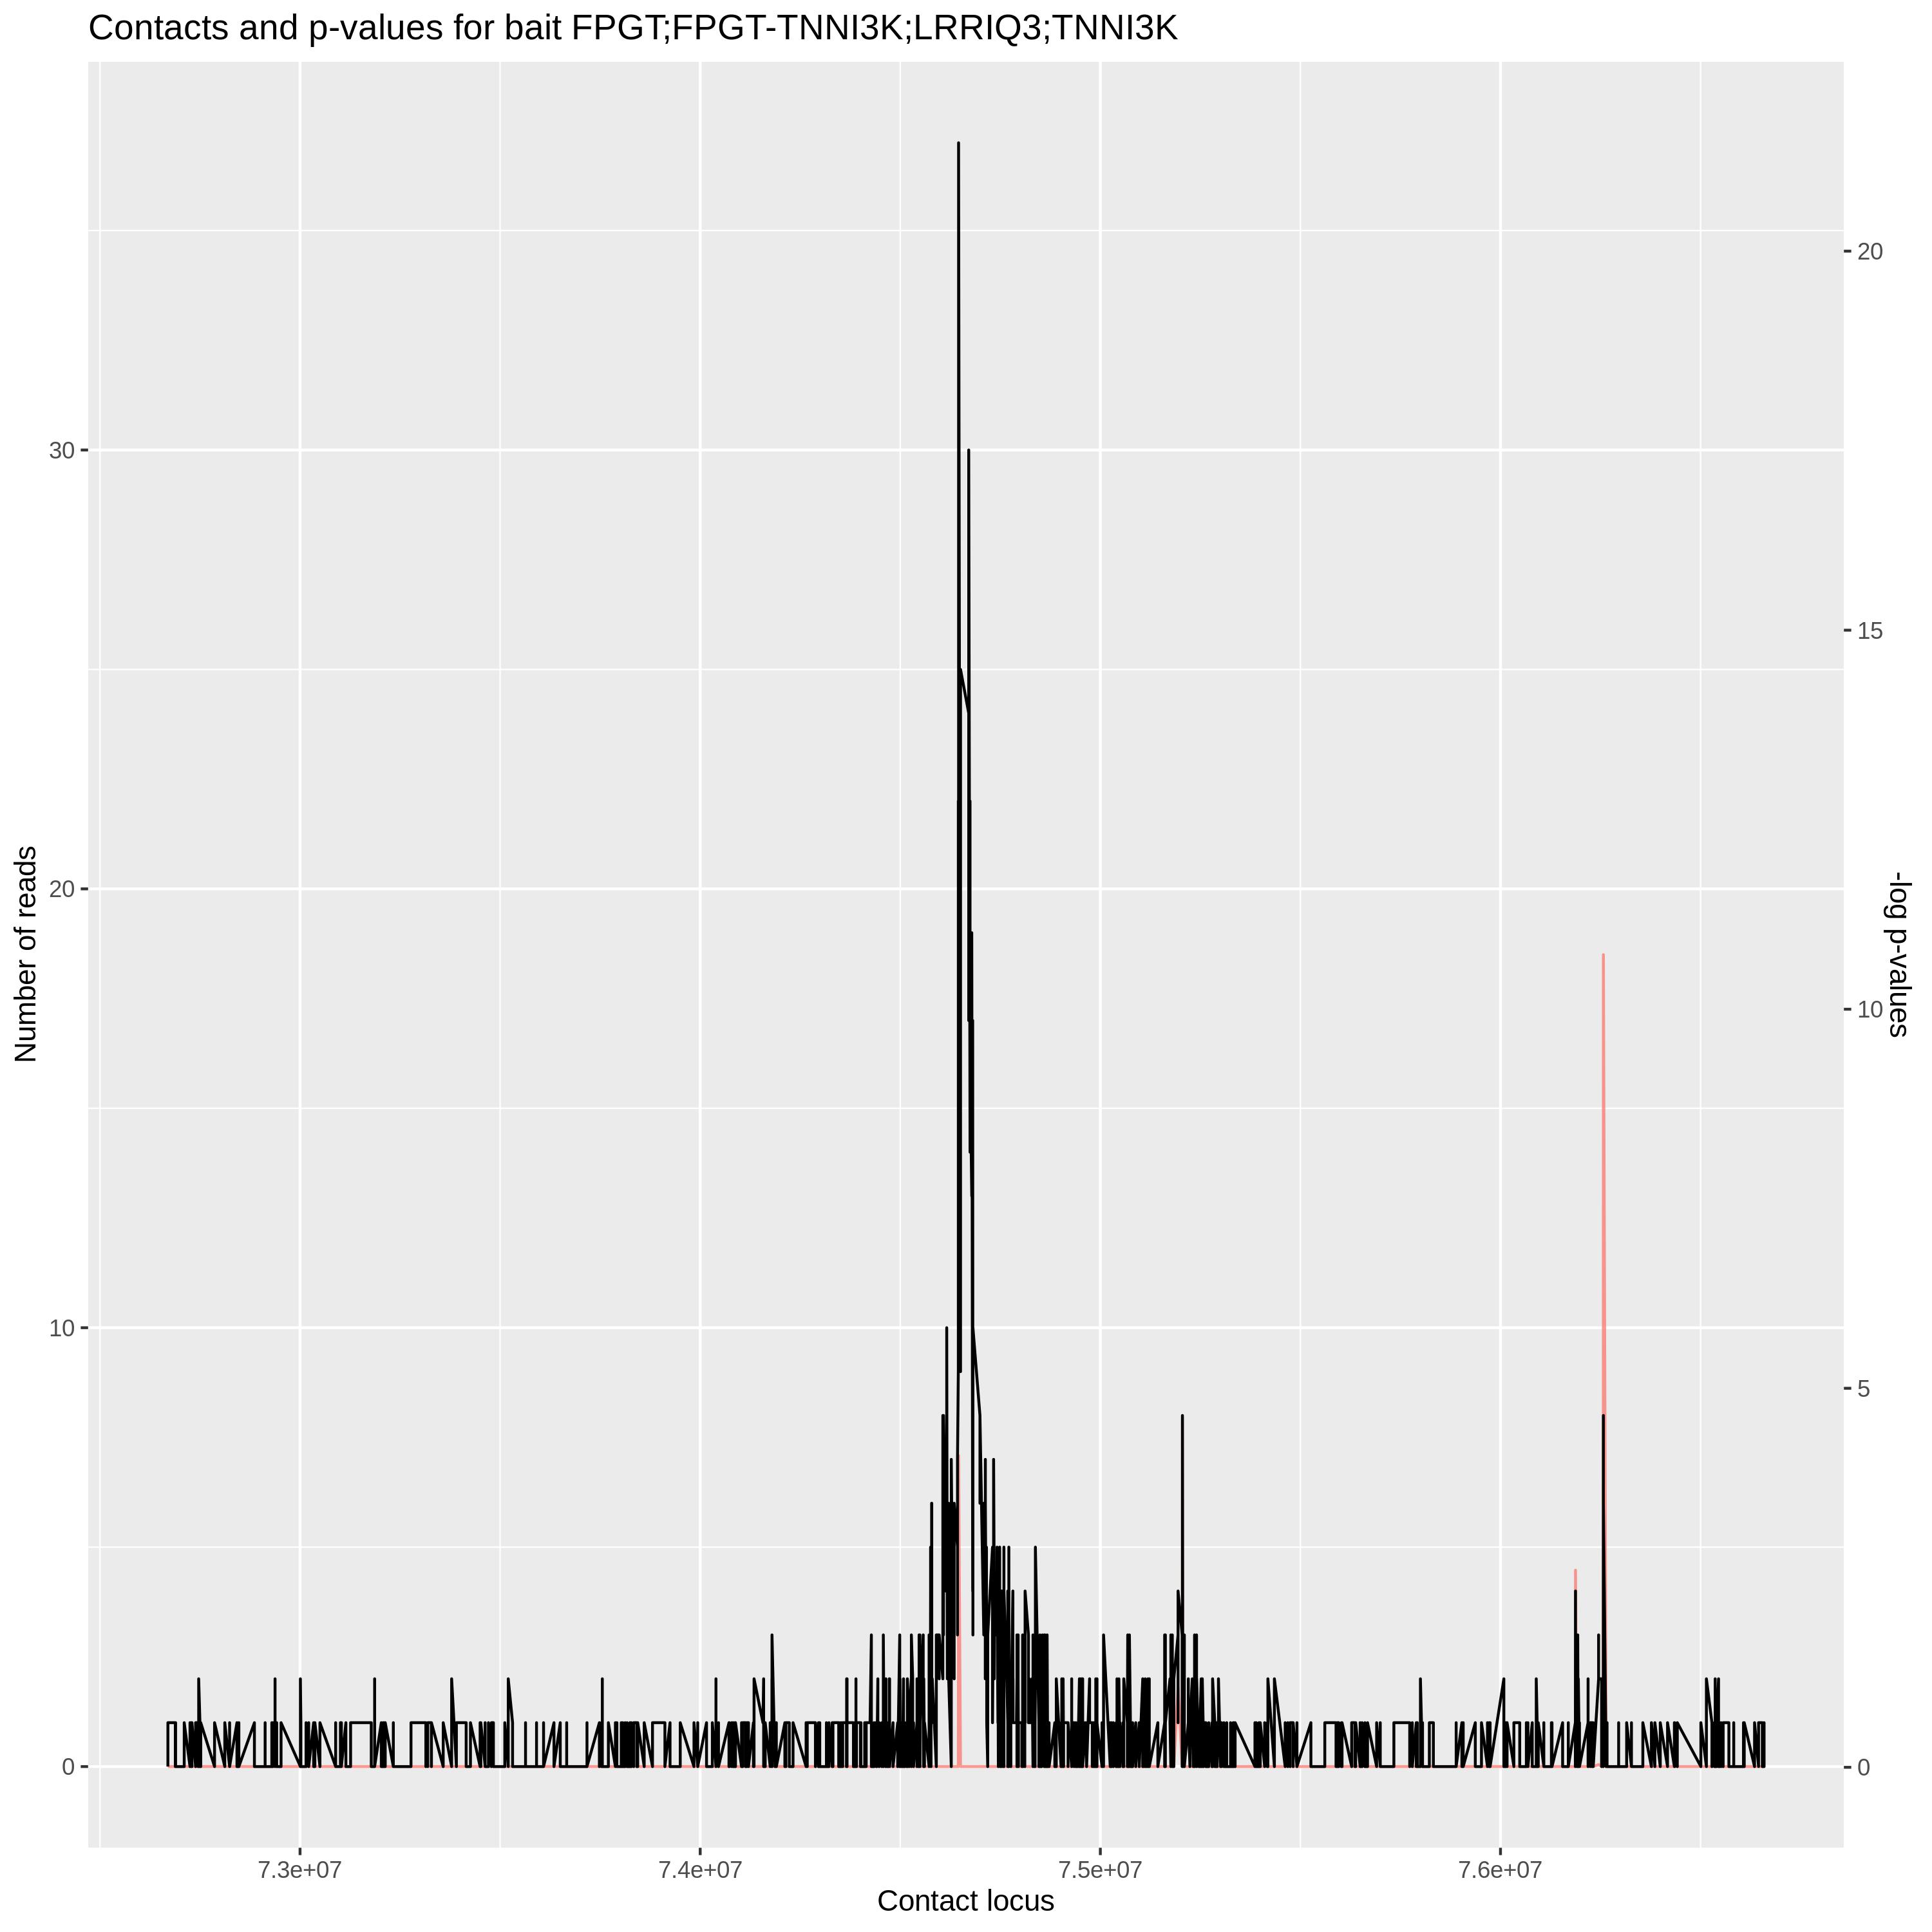 Contacts and p-values for bait FPGT;FPGT-TNNI3K;LRRIQ3;TNNI3K
Number of reads
30
20
10
0
20
15
10
5
0
-log p-values
7.3e+07
7.4e+07
7.5e+07
7.6e+07
Contact locus